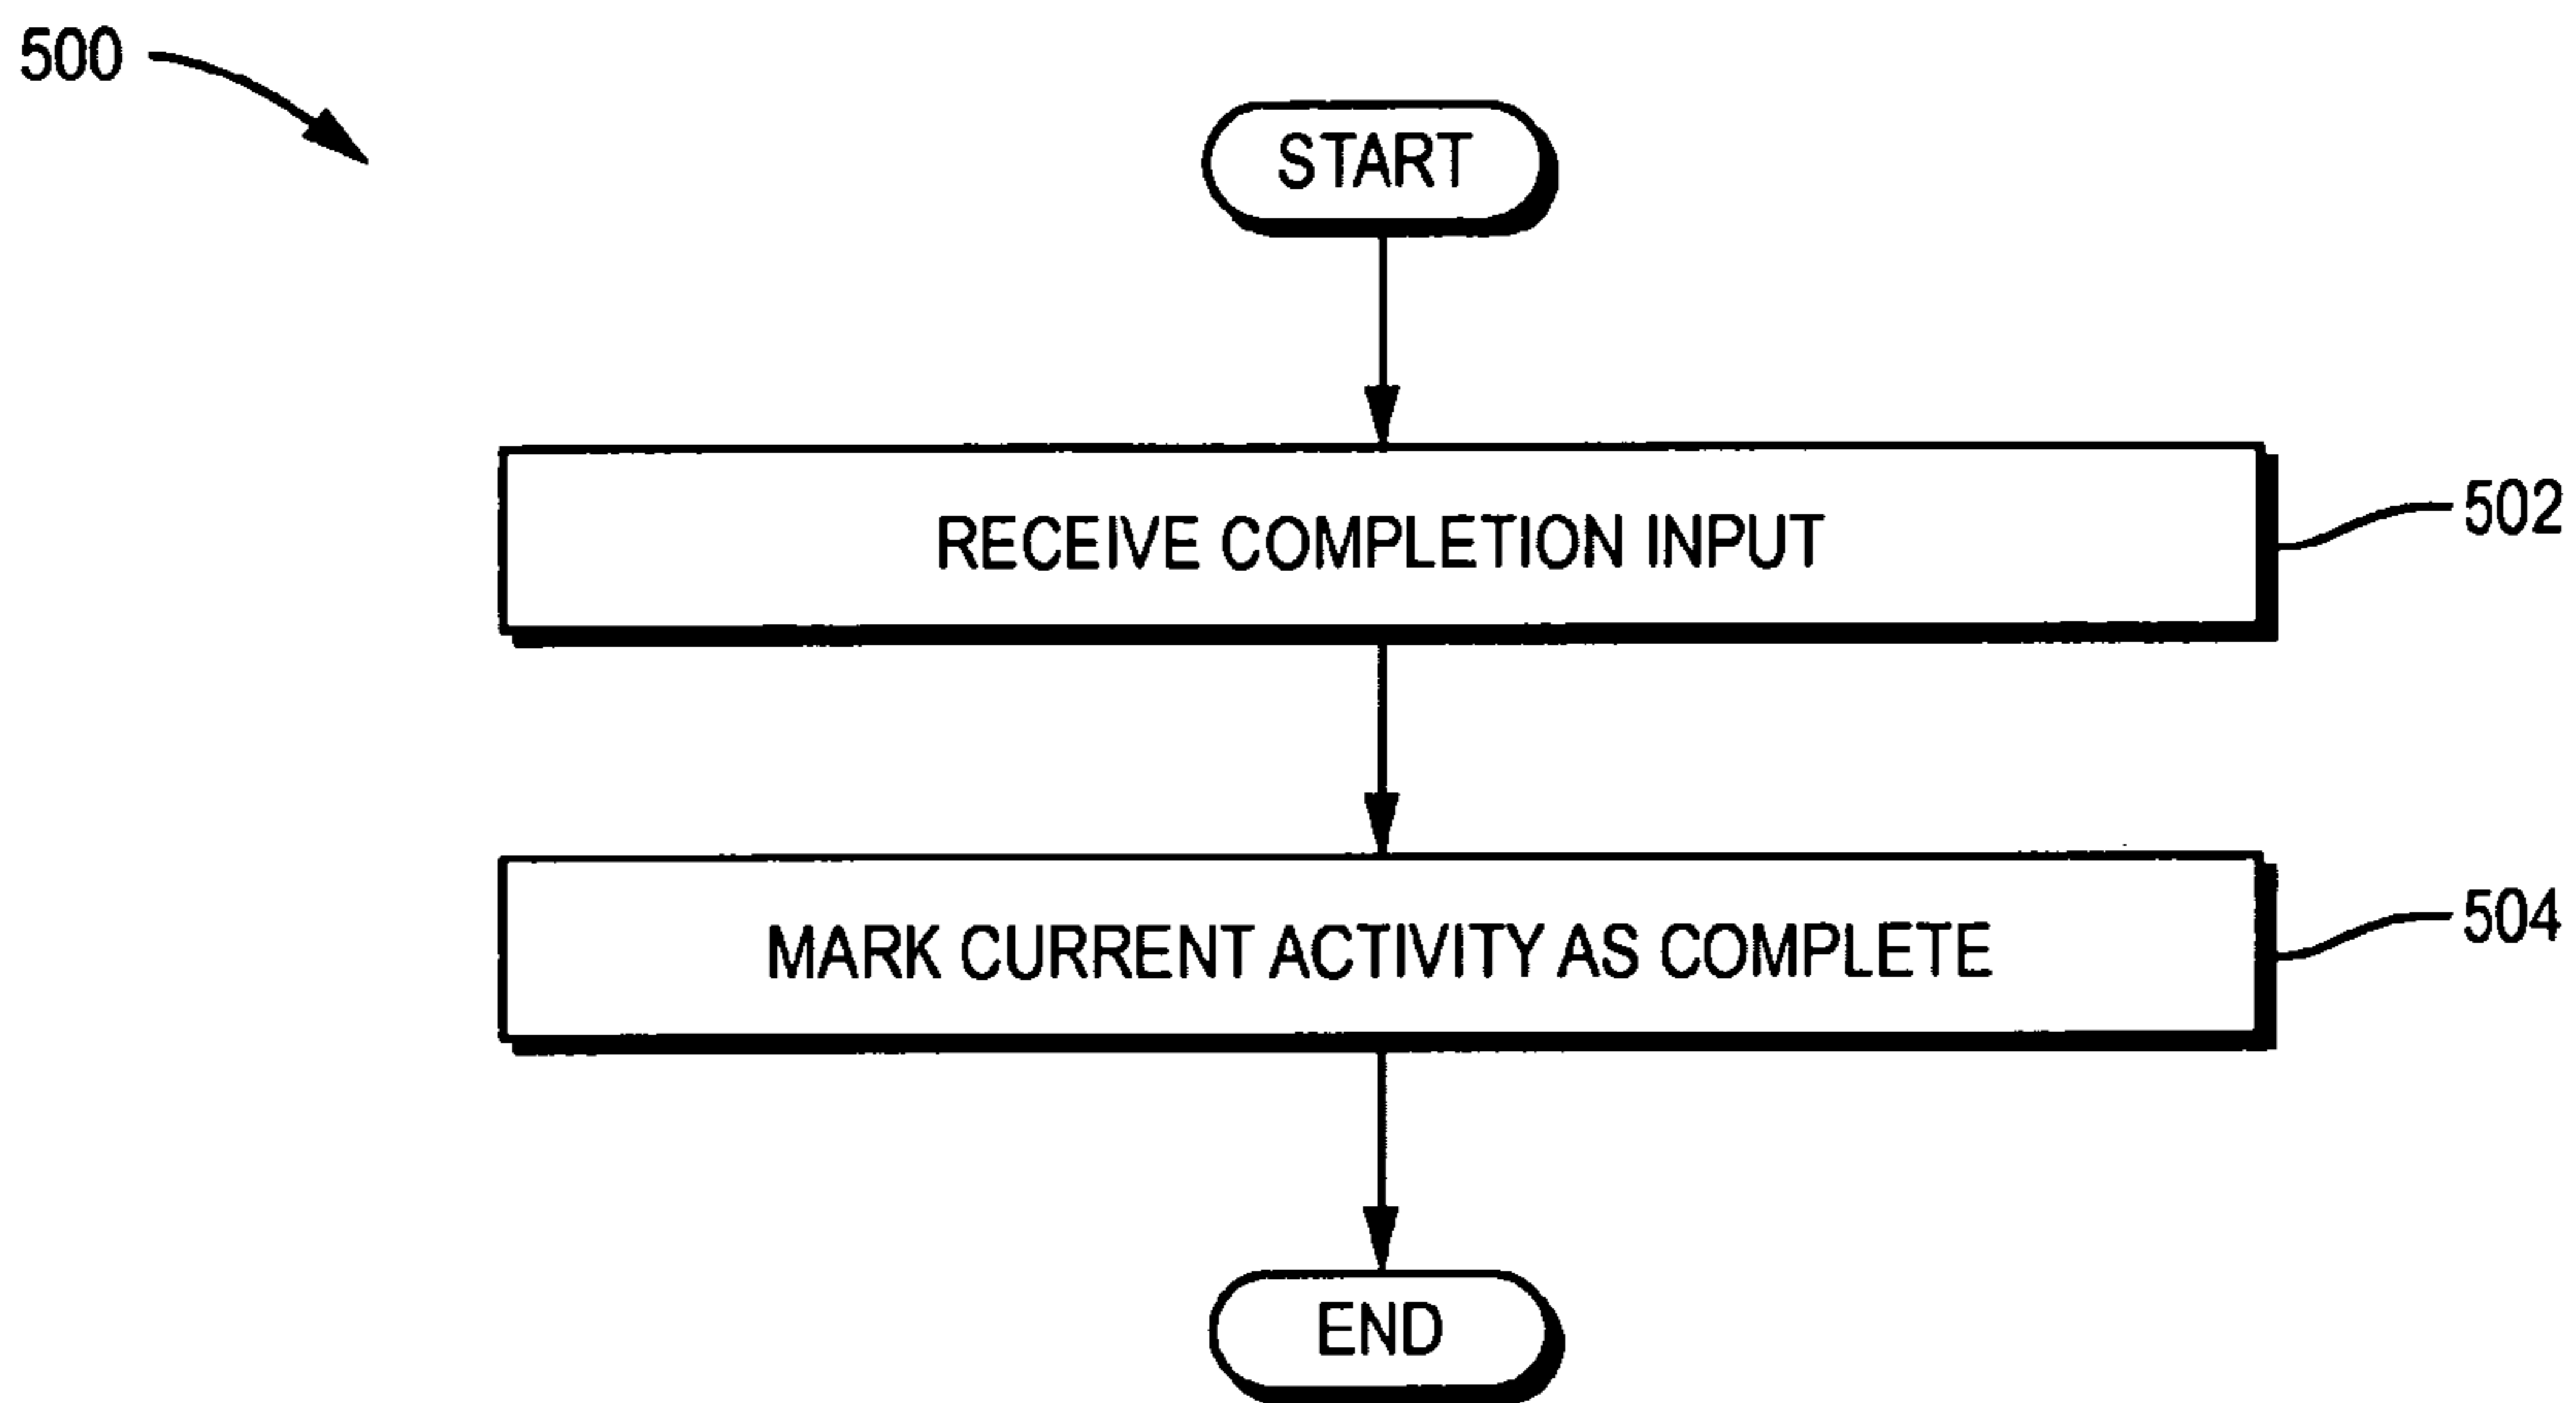 500
START
RECEIVE COMPLETION INPUT
502
MARK CURRENT ACTIVITY AS COMPLETE
504
END